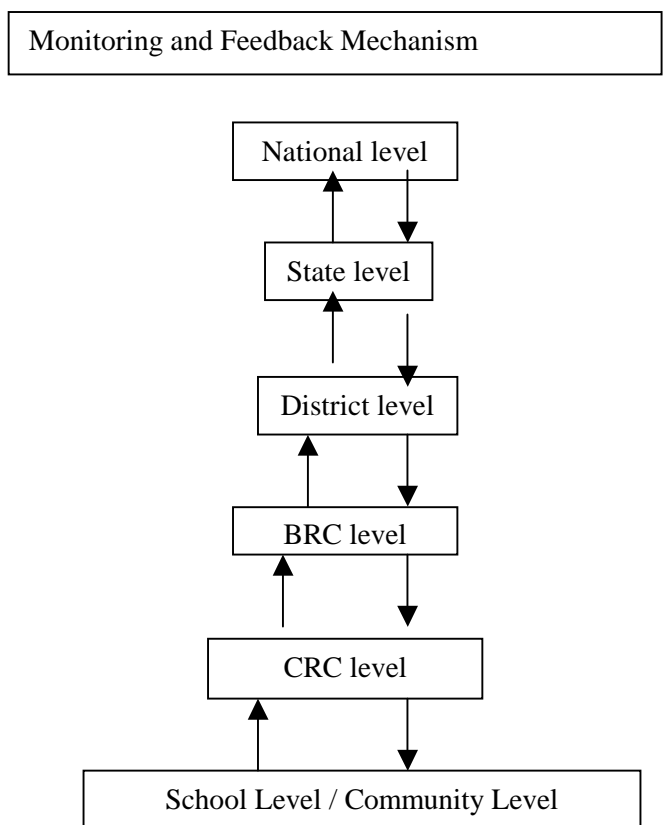 Monitoring and Feedback Mechanism
National level
State level
District level
BRC level
CRC level
School Level / Community Level